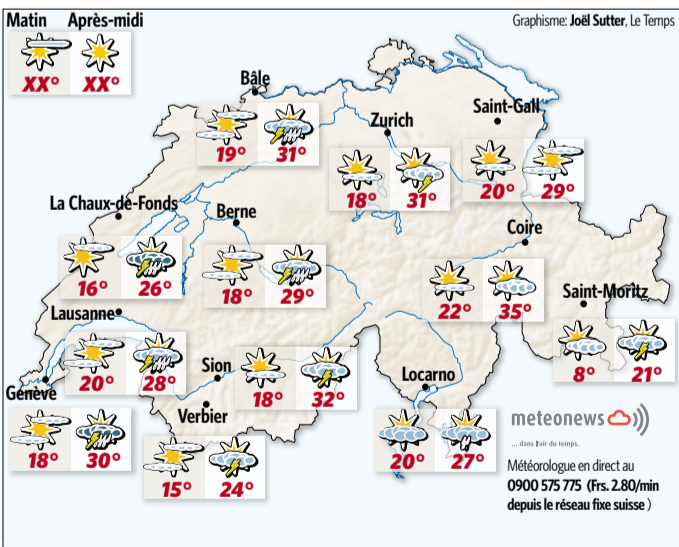 Matin Après-midi
XX° XX°
Graphisme: Joël Sutter, Le Temps
Bâle
19° 31°
Zurich
18° 31°
Saint-Gall
20° 29°
La Chaux-de-Fonds
16° 26°
Berne
18° 29°
Coire
22° 35°
Saint-Moritz
8° 21°
Lausanne
20° 28°
Genève
18° 30°
Sion
18° 32°
Verbier
15° 24°
Locarno
20° 27°
meteonews
... dans l'air du temps.
Météorologue en direct au
0900 575 775 (Frs. 2.80/min
depuis le réseau fixe suisse )